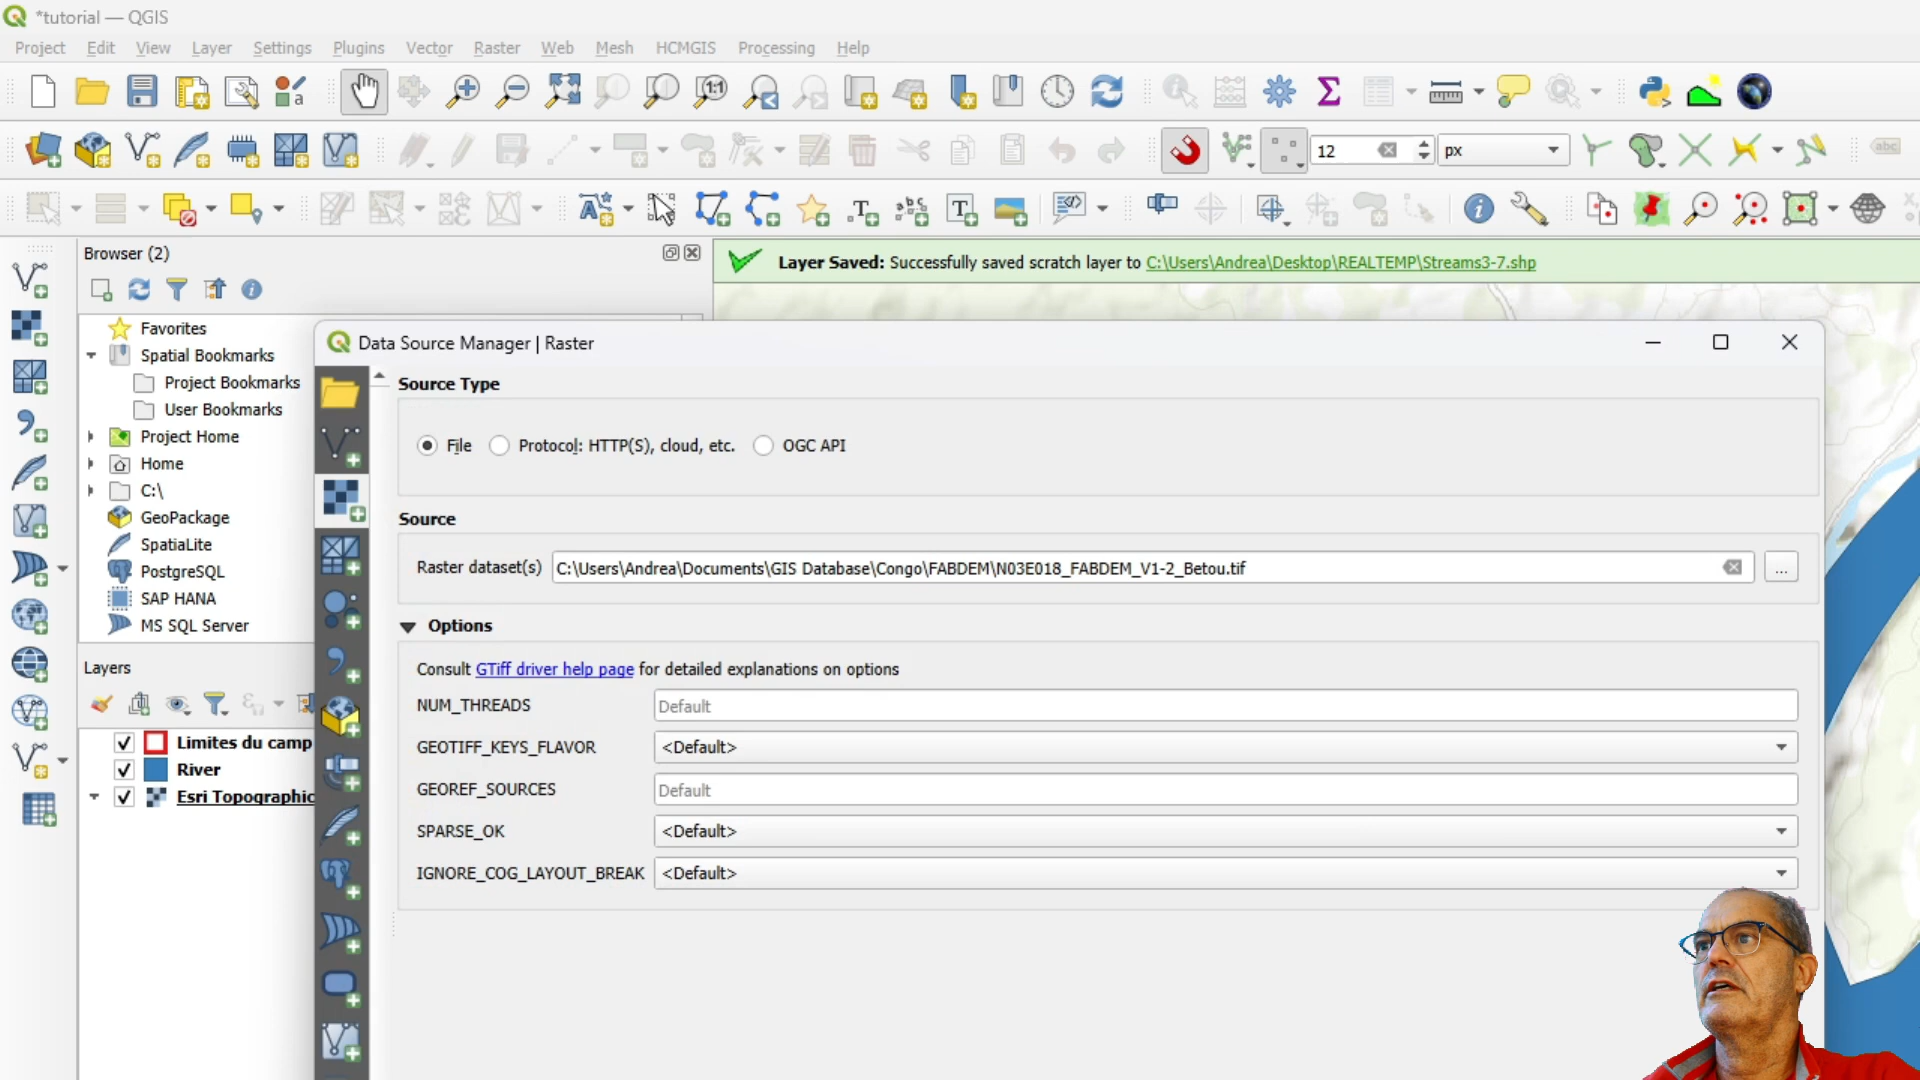 *tutorial — QGIS
Project Edit View Layer Settings Plugins Vector Raster Web Mesh HCMGIS Processing Help
1:1
a
12 px
abc
T
abc
T
Browser (2)
Layer Saved: Successfully saved scratch layer to C:\Users\Andrea\Desktop\REALTEMP\Streams3-7.shp
Favorites
Spatial Bookmarks
Project Bookmarks
User Bookmarks
Project Home
Home
C:\
GeoPackage
SpatiaLite
PostgreSQL
SAP HANA
MS SQL Server
Layers
Limites du camp
River
Esri Topographic
Data Source Manager | Raster
Source Type
File Protocol: HTTP(S), cloud, etc. OGC API
Source
Raster dataset(s) C:\Users\Andrea\Documents\GIS Database\Congo\FABDEM\N03E018_FABDEM_V1-2_Betou.tif ...
Options
Consult GTiff driver help page for detailed explanations on options
NUM_THREADS Default
GEOTIFF_KEYS_FLAVOR <Default>
GEOREF_SOURCES Default
SPARSE_OK <Default>
IGNORE_COG_LAYOUT_BREAK <Default>